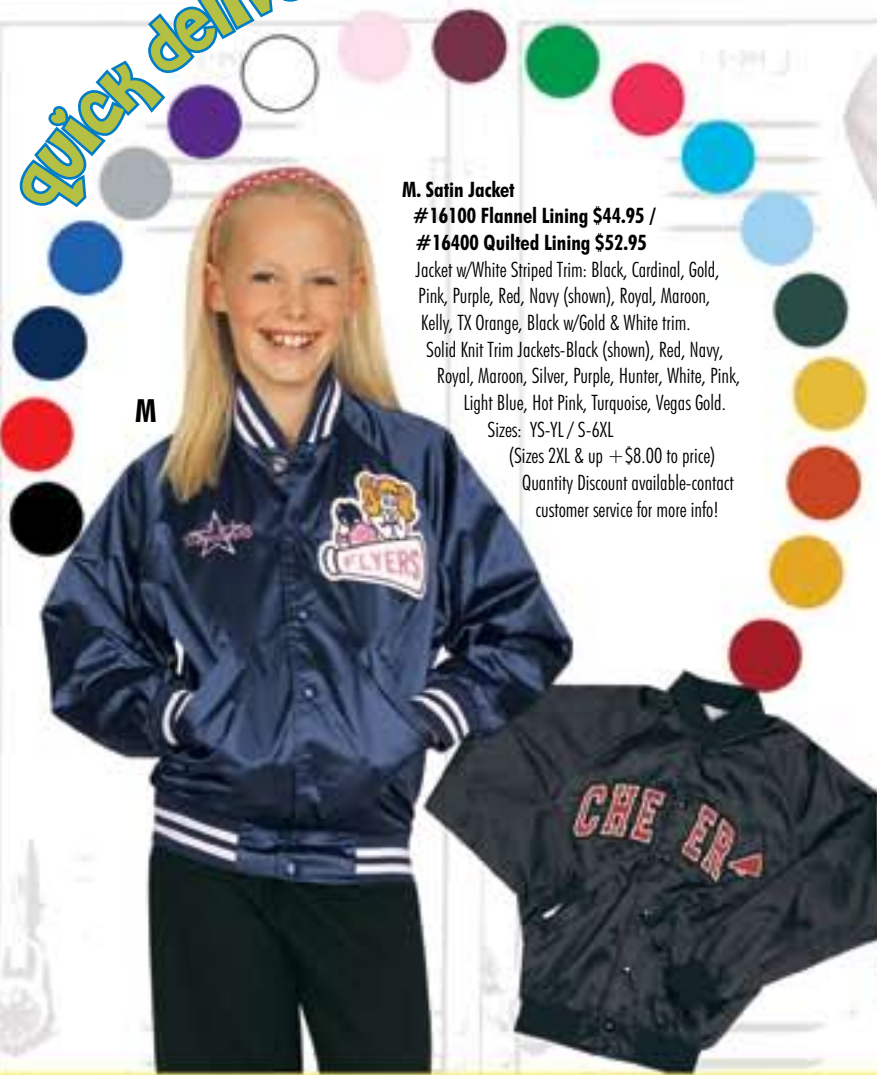 quick
M. Satin Jacket
#16100 Flannel Lining $44.95 /
#16400 Quilted Lining $52.95
Jacket w/White Striped Trim: Black, Cardinal, Gold,
Pink, Purple, Red, Navy (shown), Royal, Maroon,
Kelly, TX Orange, Black w/Gold & White trim.
Solid Knit Trim Jackets-Black (shown), Red, Navy,
Royal, Maroon, Silver, Purple, Hunter, White, Pink,
Light Blue, Hot Pink, Turquoise, Vegas Gold.
Sizes: YS-YL / S-6XL
(Sizes 2XL & up +$8.00 to price)
Quantity Discount available-contact
customer service for more info!
M
FLYERS
CHE ER